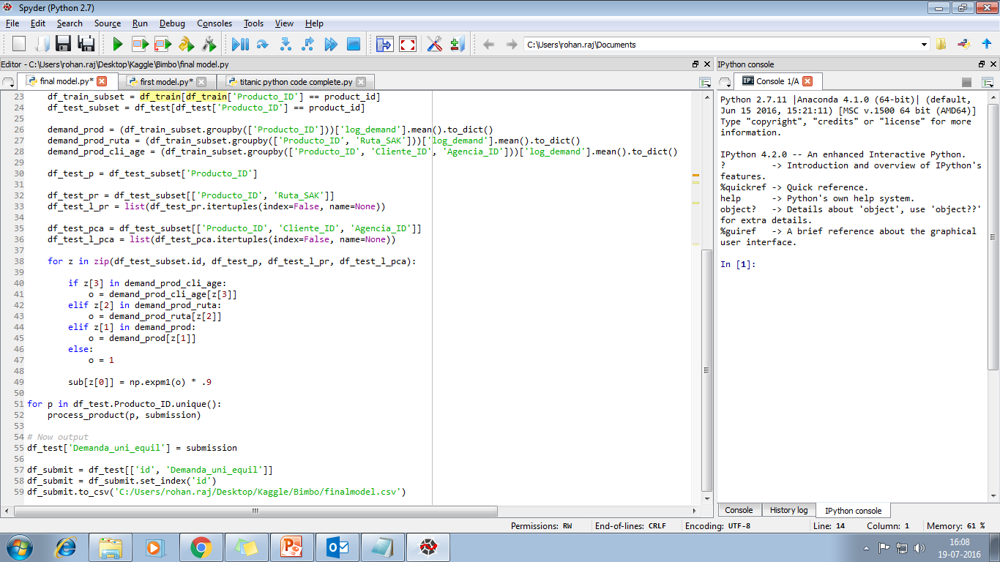 Spyder (Python 2.7)
File Edit Search Source Run Debug Consoles Tools View Help
C:\Users\rohan.raj\Documents
Editor - C:\Users\rohan.raj\Desktop\Kaggle\Bimbo\final model.py
final model.py* first model.py* titanic python code complete.py
23 df_train_subset = df_train[df_train['Producto_ID'] == product_id]
24 df_test_subset = df_test[df_test['Producto_ID'] == product_id]
25
26 demand_prod = (df_train_subset.groupby(['Producto_ID']))['log_demand'].mean().to_dict()
27 demand_prod_ruta = (df_train_subset.groupby(['Producto_ID', 'Ruta_SAK']))['log_demand'].mean().to_dict()
28 demand_prod_cli_age = (df_train_subset.groupby(['Producto_ID', 'Cliente_ID', 'Agencia_ID']))['log_demand'].mean().to_dict()
29
30 df_test_p = df_test_subset['Producto_ID']
31
32 df_test_pr = df_test_subset[['Producto_ID', 'Ruta_SAK']]
33 df_test_l_pr = list(df_test_pr.itertuples(index=False, name=None))
34
35 df_test_pca = df_test_subset[['Producto_ID', 'Cliente_ID', 'Agencia_ID']]
36 df_test_l_pca = list(df_test_pca.itertuples(index=False, name=None))
37
38 for z in zip(df_test_subset.id, df_test_p, df_test_l_pr, df_test_l_pca):
39
40 if z[3] in demand_prod_cli_age:
41 o = demand_prod_cli_age[z[3]]
42 elif z[2] in demand_prod_ruta:
43 o = demand_prod_ruta[z[2]]
44 elif z[1] in demand_prod:
45 o = demand_prod[z[1]]
46 else:
47 o = 1
48
49 sub[z[0]] = np.expm1(o) * .9
50
51 for p in df_test.Producto_ID.unique():
52 process_product(p, submission)
53
54 # Now output
55 df_test['Demanda_uni_equil'] = submission
56
57 df_submit = df_test[['id', 'Demanda_uni_equil']]
58 df_submit = df_submit.set_index('id')
59 df_submit.to_csv('C:/Users/rohan.raj/Desktop/Kaggle/Bimbo/finalmodel.csv')
IPython console
IP: Console 1/A
Python 2.7.11 |Anaconda 4.1.0 (64-bit)| (default,
Jun 15 2016, 15:21:11) [MSC v.1500 64 bit (AMD64)]
Type "copyright", "credits" or "license" for more
information.
IPython 4.2.0 -- An enhanced Interactive Python.
? -> Introduction and overview of IPython's
features.
%quickref -> Quick reference.
help -> Python's own help system.
object? -> Details about 'object', use 'object??'
for extra details.
%guiref -> A brief reference about the graphical
user interface.
In [1]:
Console History log IPython console
Permissions: RW End-of-lines: CRLF Encoding: UTF-8 Line: 14 Column: 1 Memory: 61 %
16:08
19-07-2016